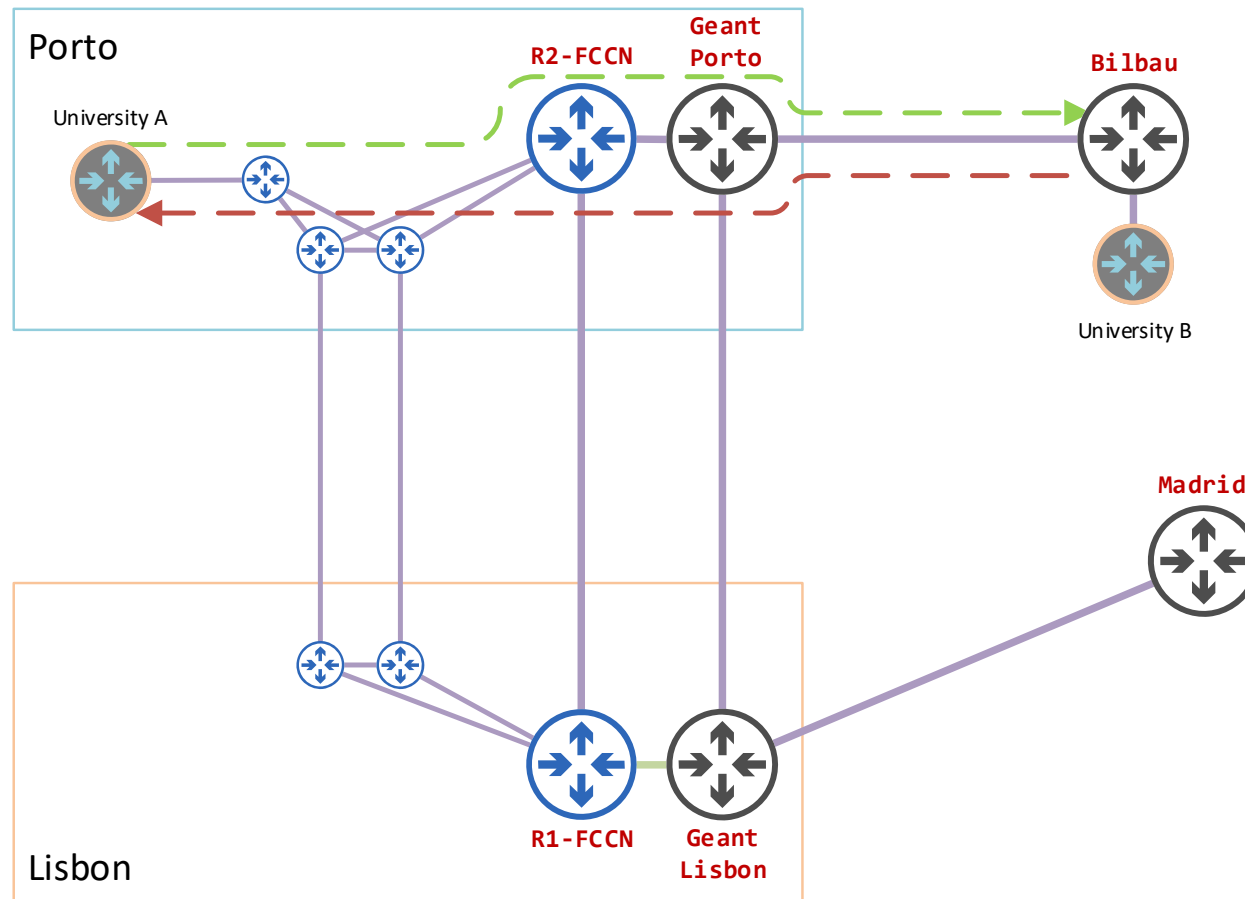 Porto
Geant
Porto
R2-FCCN
Bilbau
University A
University B
Madrid
R1-FCCN
Geant
Lisbon
Lisbon